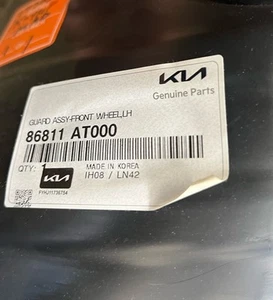 KIA
Genuine Parts
GUARD ASSY-FRONT WHEEL,LH
86811 AT000
QTY: 1
MADE IN KOREA
KIA
IH08 / LN42